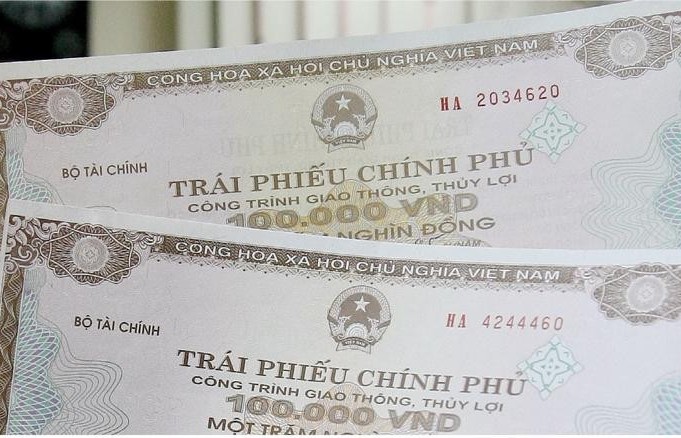 CỘNG HÒA XÃ HỘI CHỦ NGHĨA VIỆT NAM
HA 2034620
BỘ TÀI CHÍNH
TRÁI PHIẾU CHÍNH PHỦ
CÔNG TRÌNH GIAO THÔNG, THỦY LỢI
100.000 VND
NGHÌN ĐỒNG
NAM
CỘNG HÒA XÃ HỘI CHỦ NGHĨA VIỆT NAM
HA 4244460
BỘ TÀI CHÍNH
TRÁI PHIẾU CHÍNH PHỦ
CÔNG TRÌNH GIAO THÔNG, THỦY LỢI
100.000 VND
MỘT TRĂM